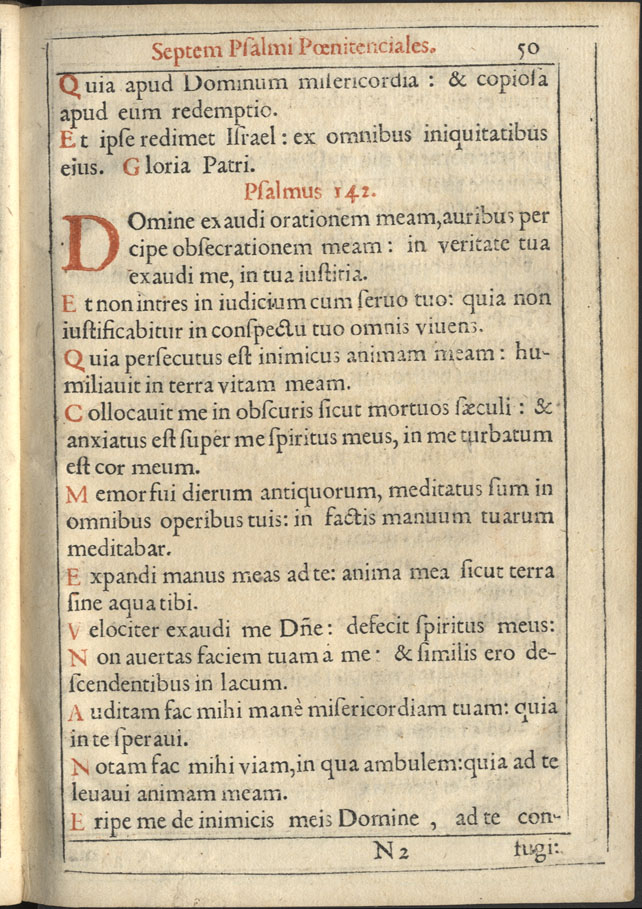 Septem Pſalmi Pœnitenciales. 50
Quia apud Dominum miſericordia : & copioſa
apud eum redemptio.
Et ipſe redimet Iſrael : ex omnibus iniquitatibus
eius. Gloria Patri.
Pſalmus 142.
DOmine exaudi orationem meam,auribus per
cipe obſecrationem meam : in veritate tua
exaudi me, in tua iuſtitia.
Et non intres in iudicium cum ſeruo tuo: quia non
iuſtificabitur in conſpectu tuo omnis viuens.
Quia perſecutus eſt inimicus animam meam : hu-
miliauit in terra vitam meam.
Collocauit me in obſcuris ſicut mortuos ſæculi : &
anxiatus eſt ſuper me ſpiritus meus, in me turbatum
eſt cor meum.
Memor fui dierum antiquorum, meditatus ſum in
omnibus operibus tuis: in factis manuum tuarum
meditabar.
Expandi manus meas ad te: anima mea ſicut terra
ſine aqua tibi.
Velociter exaudi me Dñe : defecit ſpiritus meus:
Non auertas faciem tuam à me : & ſimilis ero de-
ſcendentibus in lacum.
Auditam fac mihi manè miſericordiam tuam: quia
in te ſperaui.
Notam fac mihi viam,in qua ambulem:quia ad te
leuaui animam meam.
Eripe me de inimicis meis Domine , ad te con-
N2 fugi: